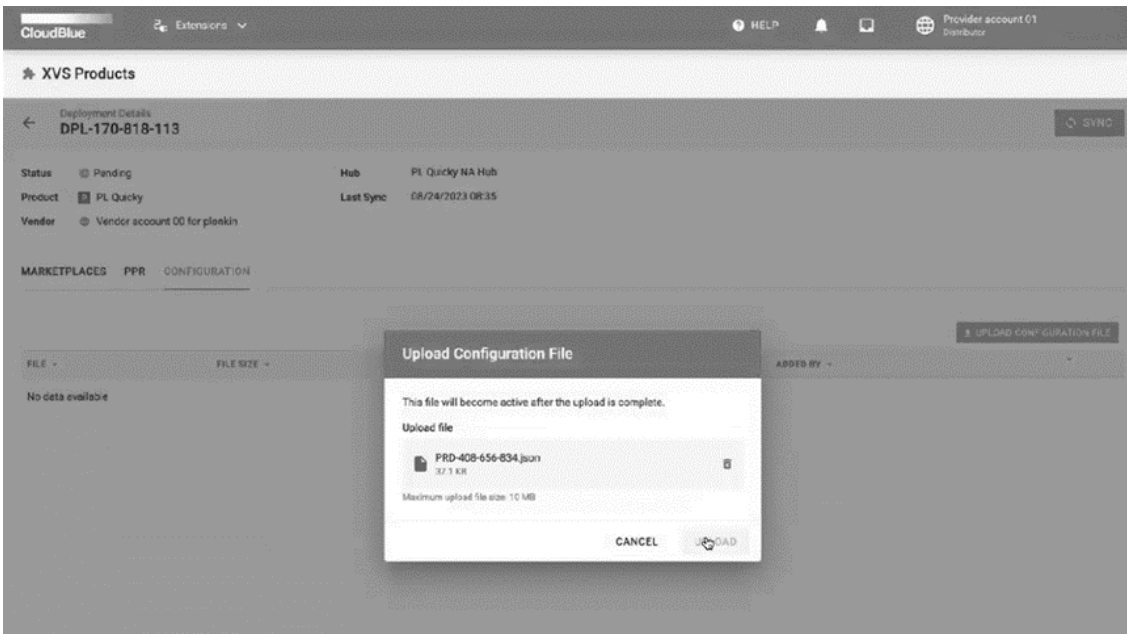 CloudBlue
Extensions
HELP
Provider account 01
Distributor
XVS Products
Deployment Details
DPL-170-818-113
SYNC
Status Pending Hub PL Quicky NA Hub
Product PL Quicky Last Sync 08/24/2023 08:35
Vendor Vendor account 00 for plenkin
MARKETPLACES PPR CONFIGURATION
UPLOAD CONFIGURATION FILE
FILE FILE SIZE ADDED BY
No data available
Upload Configuration File
This file will become active after the upload is complete.
Upload file
PRD-408-656-834.json
37.1 KB
Maximum upload file size: 10 MB
CANCEL UPLOAD